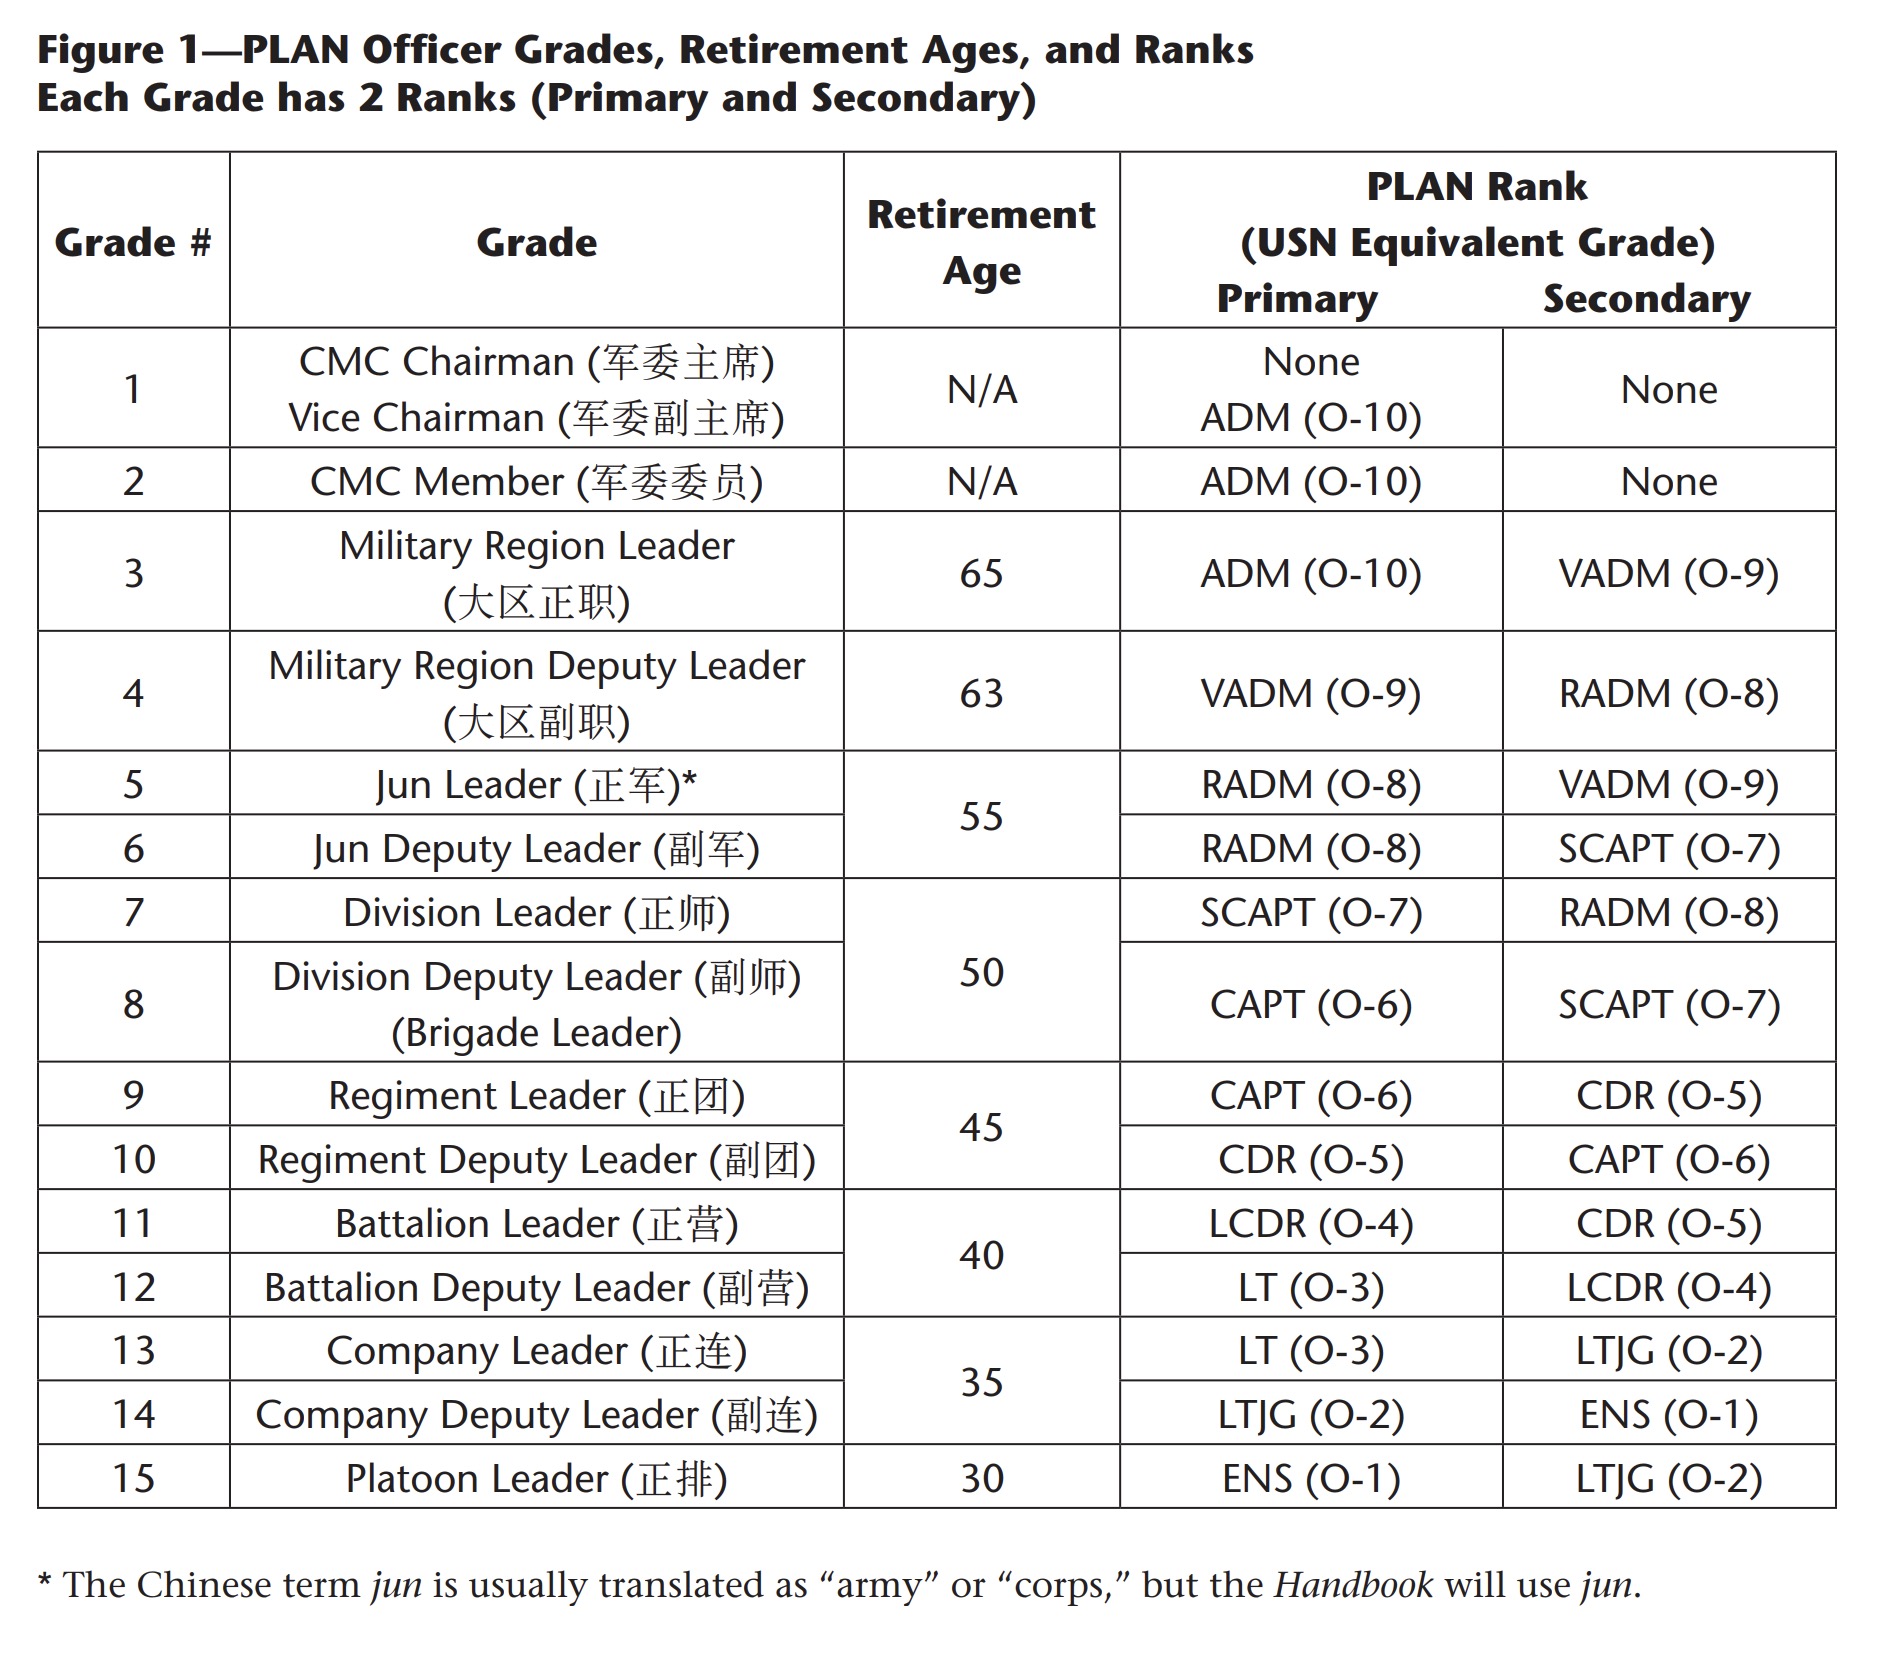 Figure 1—PLAN Officer Grades, Retirement Ages, and Ranks
Each Grade has 2 Ranks (Primary and Secondary)
Grade # Grade Retirement Age PLAN Rank
(USN Equivalent Grade)
Primary Secondary
1 CMC Chairman (军委主席) N/A None None
Vice Chairman (军委副主席) ADM (O-10)
2 CMC Member (军委委员) N/A ADM (O-10) None
3 Military Region Leader 65 ADM (O-10) VADM (O-9)
(大区正职)
4 Military Region Deputy Leader 63 VADM (O-9) RADM (O-8)
(大区副职)
5 Jun Leader (正军)* 55 RADM (O-8) VADM (O-9)
6 Jun Deputy Leader (副军) RADM (O-8) SCAPT (O-7)
7 Division Leader (正师) 50 SCAPT (O-7) RADM (O-8)
8 Division Deputy Leader (副师) CAPT (O-6) SCAPT (O-7)
(Brigade Leader)
9 Regiment Leader (正团) 45 CAPT (O-6) CDR (O-5)
10 Regiment Deputy Leader (副团) CDR (O-5) CAPT (O-6)
11 Battalion Leader (正营) 40 LCDR (O-4) CDR (O-5)
12 Battalion Deputy Leader (副营) LT (O-3) LCDR (O-4)
13 Company Leader (正连) 35 LT (O-3) LTJG (O-2)
14 Company Deputy Leader (副连) LTJG (O-2) ENS (O-1)
15 Platoon Leader (正排) 30 ENS (O-1) LTJG (O-2)
* The Chinese term jun is usually translated as “army” or “corps,” but the Handbook will use jun.